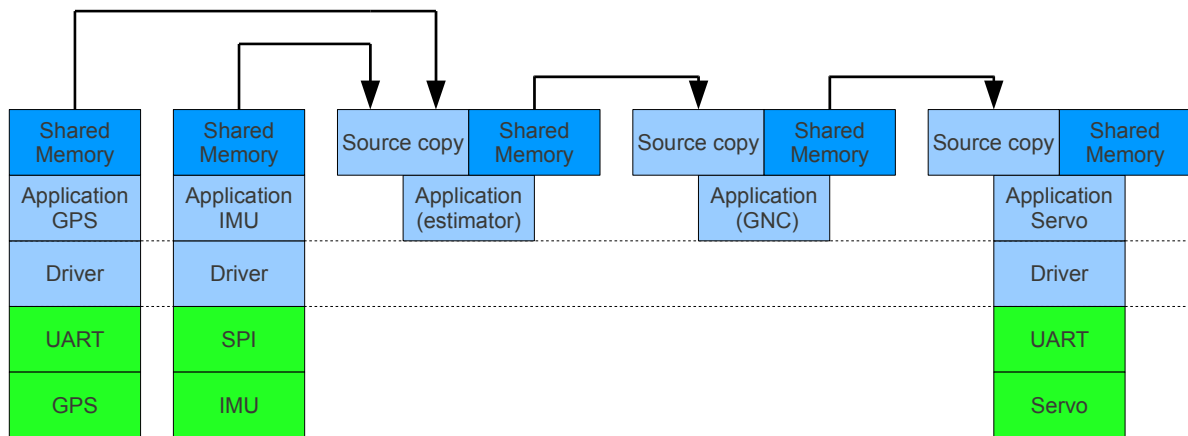 Shared
Memory
Shared
Memory
Source copy
Shared
Memory
Source copy
Shared
Memory
Source copy
Shared
Memory
Application
GPS
Application
IMU
Application
(estimator)
Application
(GNC)
Application
Servo
Driver
Driver
Driver
UART
SPI
UART
GPS
IMU
Servo